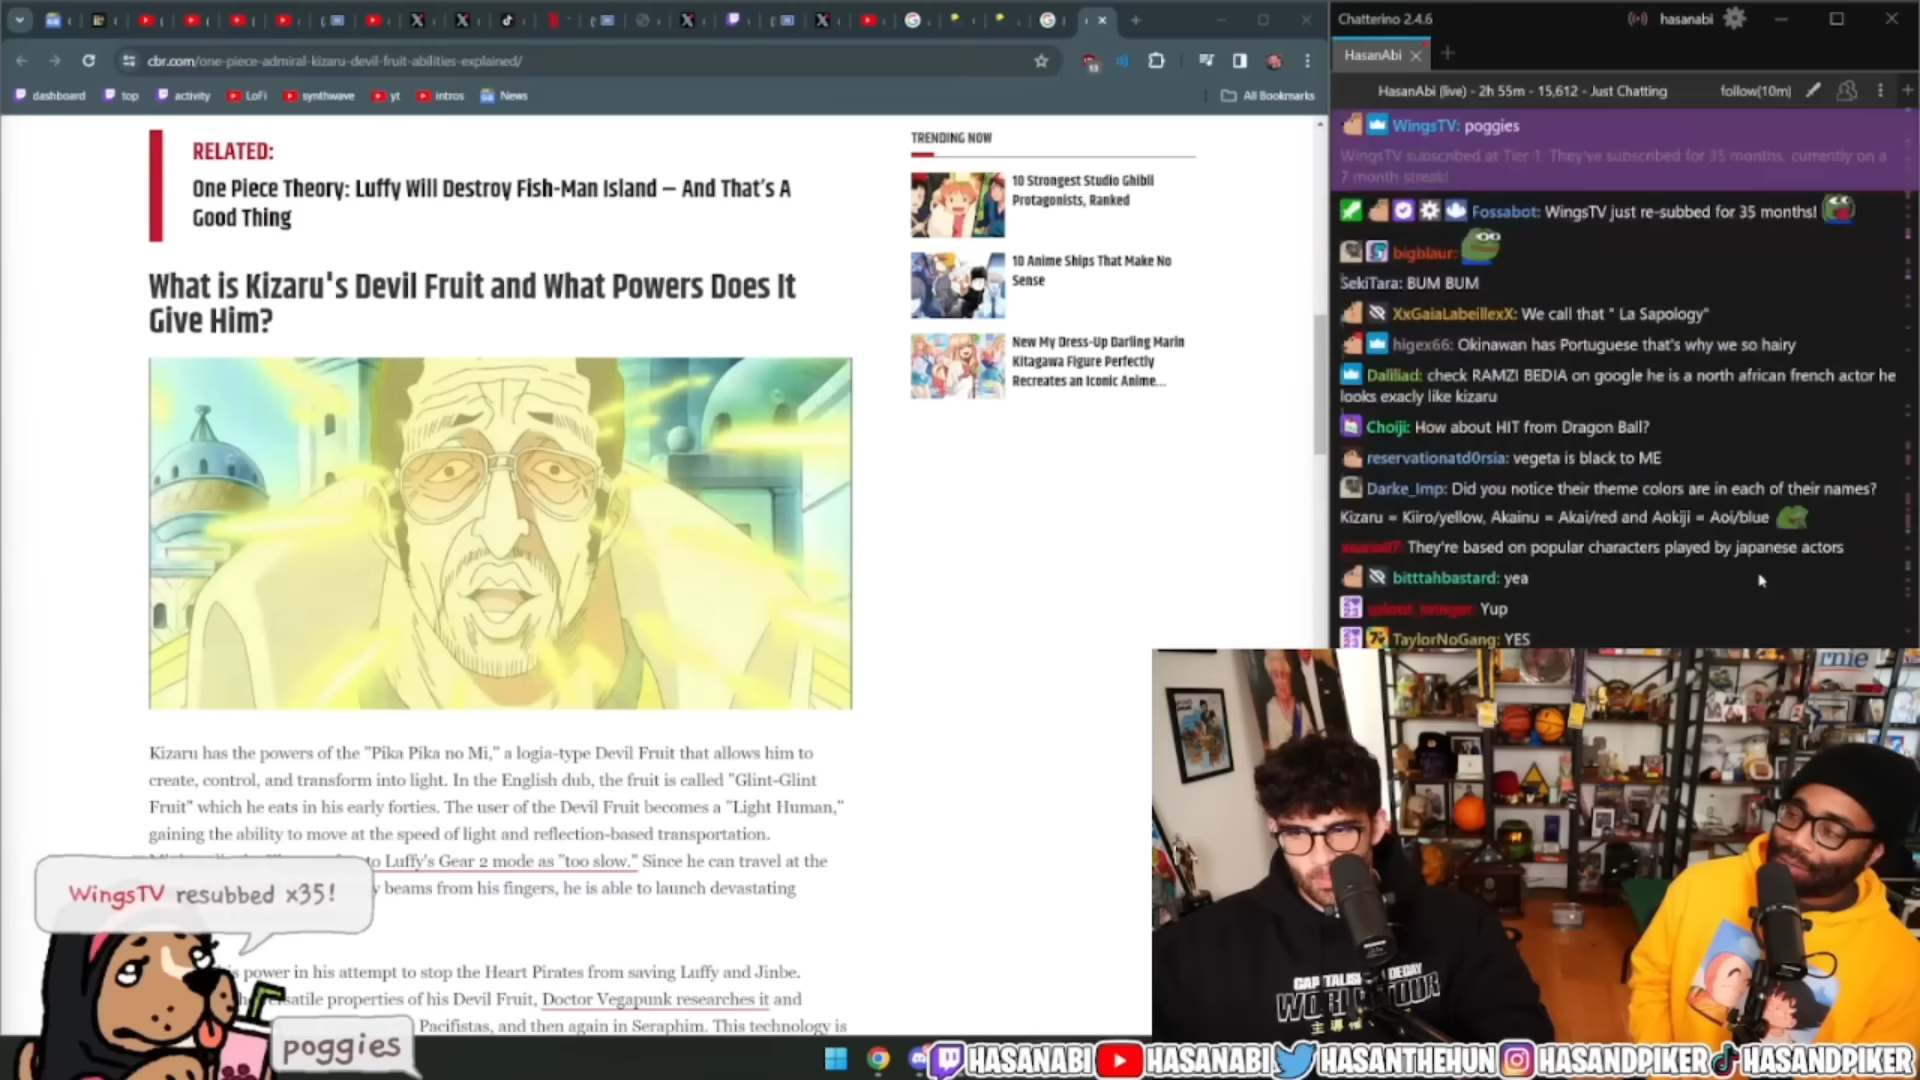 cbr.com/one-piece-admiral-kizaru-devil-fruit-abilities-explained/
dashboard
top
activity
LoFi
synthwave
yt
intros
News
All Bookmarks
RELATED:
One Piece Theory: Luffy Will Destroy Fish-Man Island – And That's A
Good Thing
What is Kizaru's Devil Fruit and What Powers Does It
Give Him?
Kizaru has the powers of the "Pika Pika no Mi," a logia-type Devil Fruit that allows him to
create, control, and transform into light. In the English dub, the fruit is called "Glint-Glint
Fruit" which he eats in his early forties. The user of the Devil Fruit becomes a "Light Human,"
gaining the ability to move at the speed of light and reflection-based transportation.
to Luffy's Gear 2 mode as "too slow." Since he can travel at the
beams from his fingers, he is able to launch devastating
power in his attempt to stop the Heart Pirates from saving Luffy and Jinbe.
properties of his Devil Fruit, Doctor Vegapunk researches it and
Pacifistas, and then again in Seraphim. This technology is
WingsTV resubbed x35!
poggies
TRENDING NOW
10 Strongest Studio Ghibli
Protagonists, Ranked
10 Anime Ships That Make No
Sense
New My Dress-Up Darling Marin
Kitagawa Figure Perfectly
Recreates an Iconic Anime...
Chatterino 2.4.6
hasanabi
HasanAbi
HasanAbi (live) - 2h 55m - 15,612 - Just Chatting
follow(10m)
WingsTV: poggies
WingsTV subscribed at Tier 1. They've subscribed for 35 months, currently on a
7 month streak!
Fossabot: WingsTV just re-subbed for 35 months!
bigblaur:
SekiTara: BUM BUM
XxGaiaLabeillexX: We call that " La Sapology"
higex66: Okinawan has Portuguese that's why we so hairy
Dalliad: check RAMZI BEDIA on google he is a north african french actor he
looks exacly like kizaru
Choiji: How about HIT from Dragon Ball?
reservationatd0rsia: vegeta is black to ME
Darke_Imp: Did you notice their theme colors are in each of their names?
Kizaru = Kiiro/yellow, Akainu = Akai/red and Aokiji = Aoi/blue
They're based on popular characters played by japanese actors
bitttahbastard: yea
Yup
TaylorNoGang: YES
rnie
WORLD TOUR
HASANABI
HASANABI
HASANTHEHUN
HASANDPIKER
HASANDPIKER